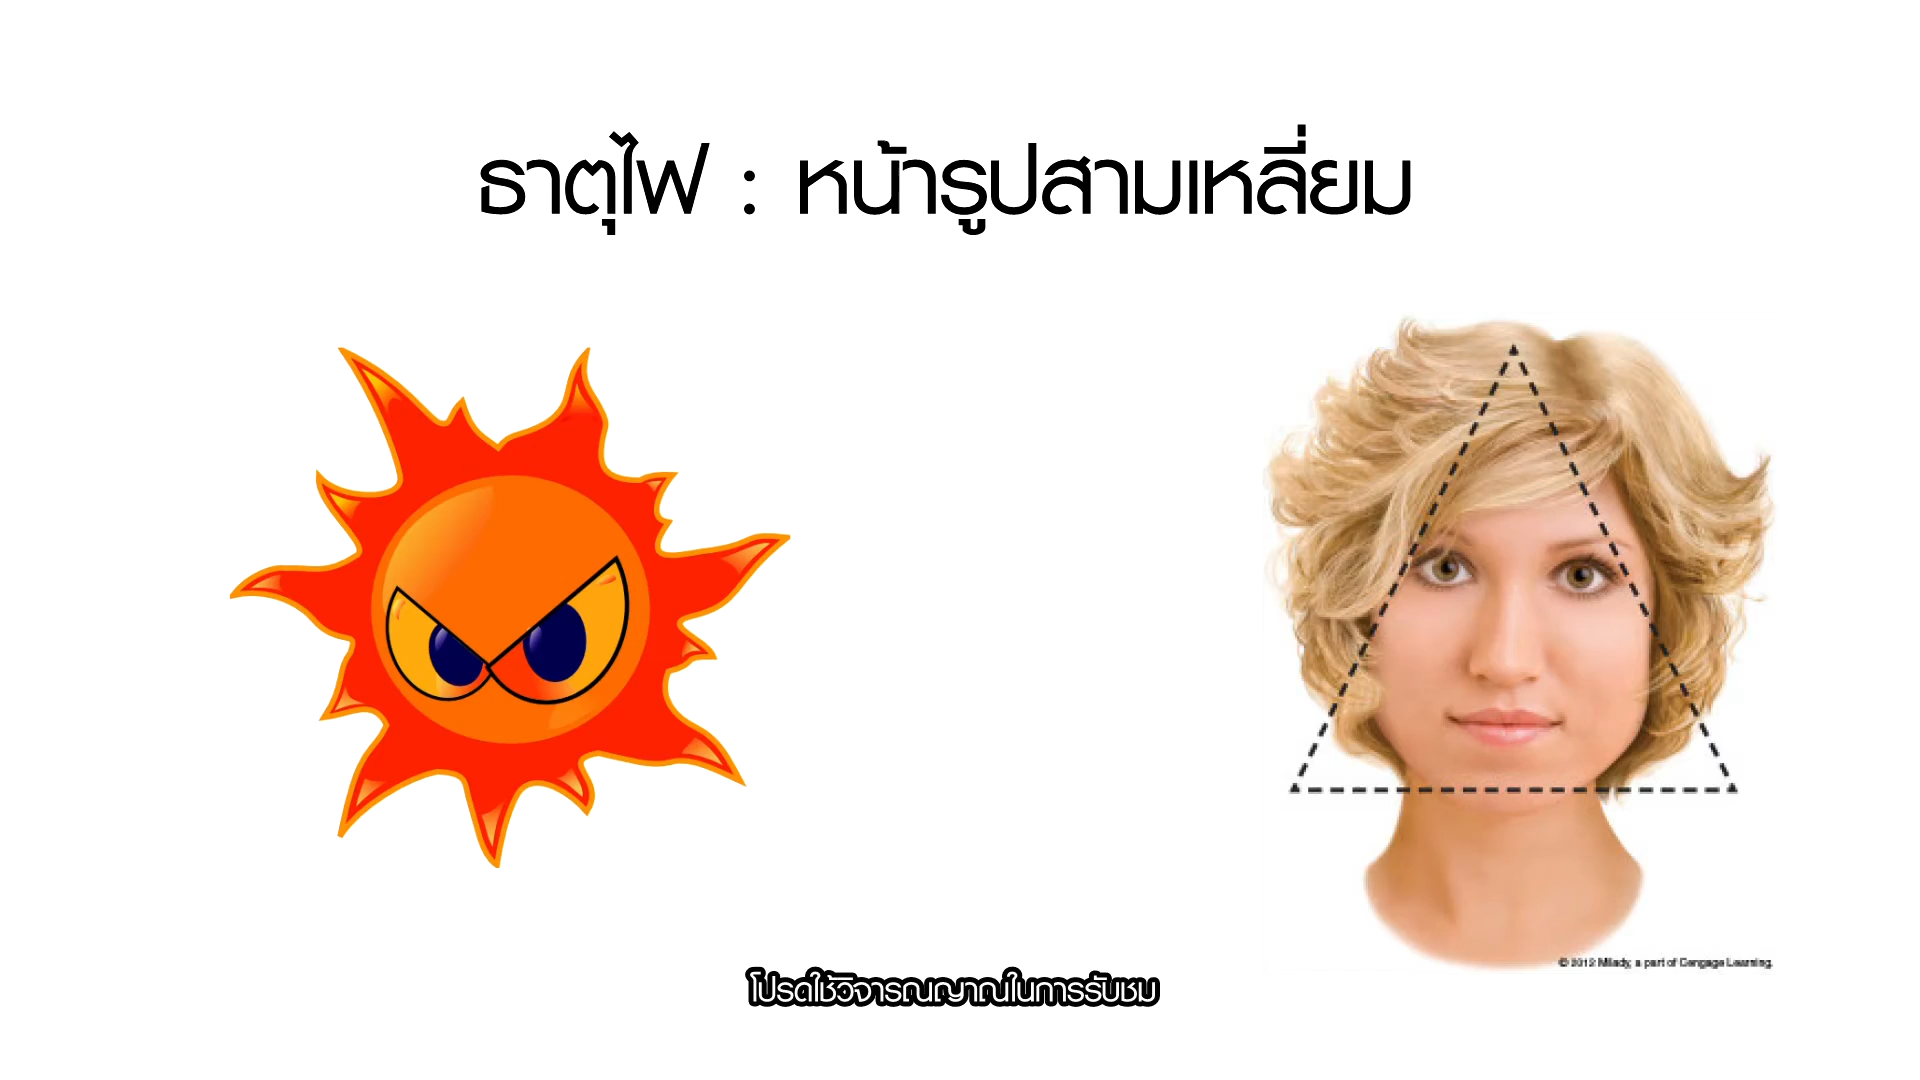 ธาตุไฟ : หน้ารูปสามเหลี่ยม
© 2012 Milady, a part of Cengage Learning.
โปรดใช้วิจารณญาณในการรับชม